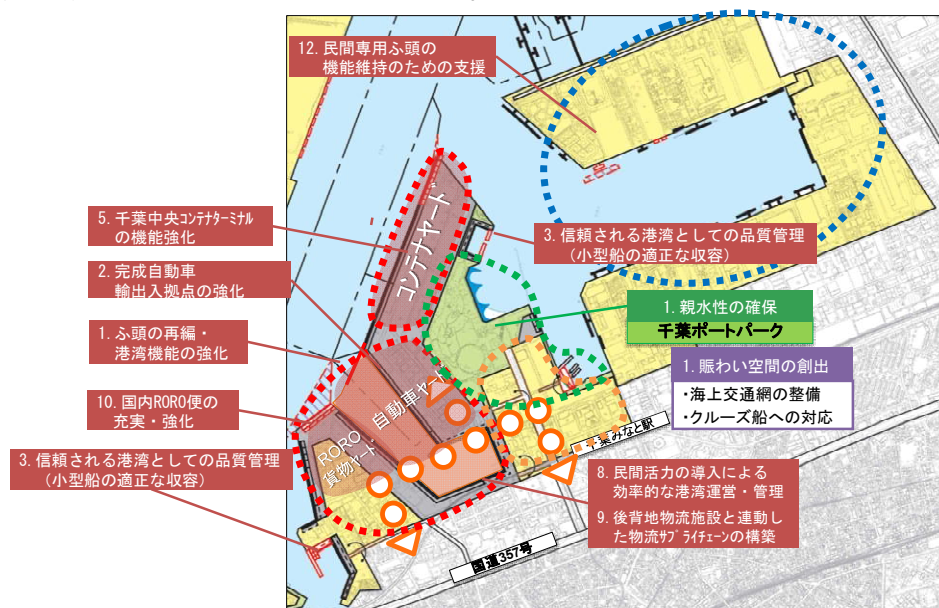 12. 民間専用ふ頭の
機能維持のための支援
5. 千葉中央ｺﾝﾃﾅﾀｰﾐﾅﾙ
の機能強化
2. 完成自動車
輸出入拠点の強化
1. ふ頭の再編・
港湾機能の強化
10. 国内RORO便の
充実・強化
3. 信頼される港湾としての品質管理
（小型船の適正な収容）
コンテナヤード
自動車ヤード
RORO
貨物ヤード
3. 信頼される港湾としての品質管理
（小型船の適正な収容）
1. 親水性の確保
千葉ポートパーク
1. 賑わい空間の創出
・海上交通網の整備
・クルーズ船への対応
千葉みなと駅
8. 民間活力の導入による
効率的な港湾運営・管理
9. 後背地物流施設と連動し
た物流ｻﾌﾟﾗｲﾁｪｰﾝの構築
国道357号